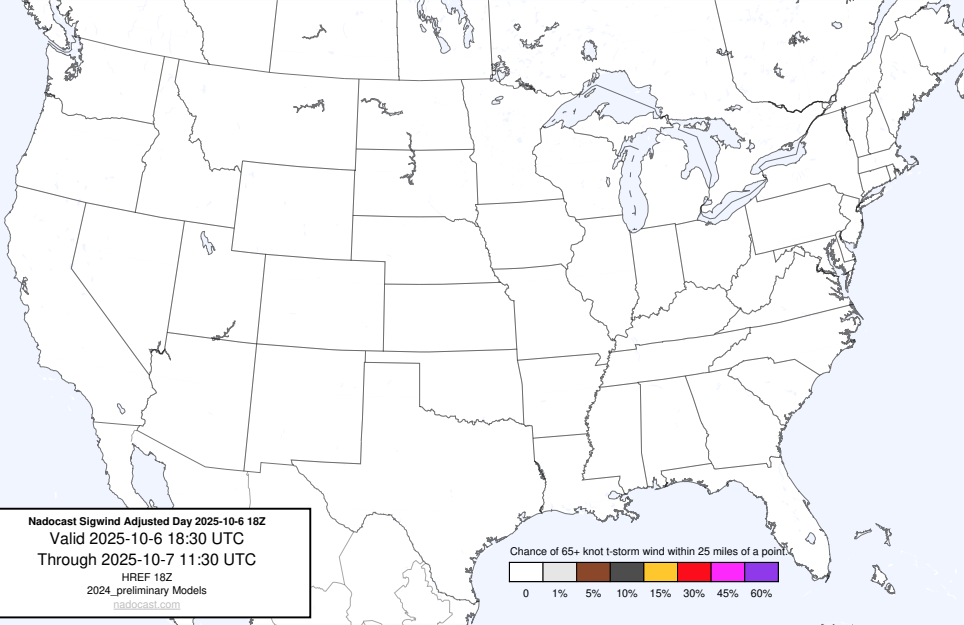 Nadocast Sigwind Adjusted Day 2025-10-6 18Z
Valid 2025-10-6 18:30 UTC
Through 2025-10-7 11:30 UTC
HREF 18Z
2024_preliminary Models
nadocast.com
Chance of 65+ knot t-storm wind within 25 miles of a point.
0 1% 5% 10% 15% 30% 45% 60%